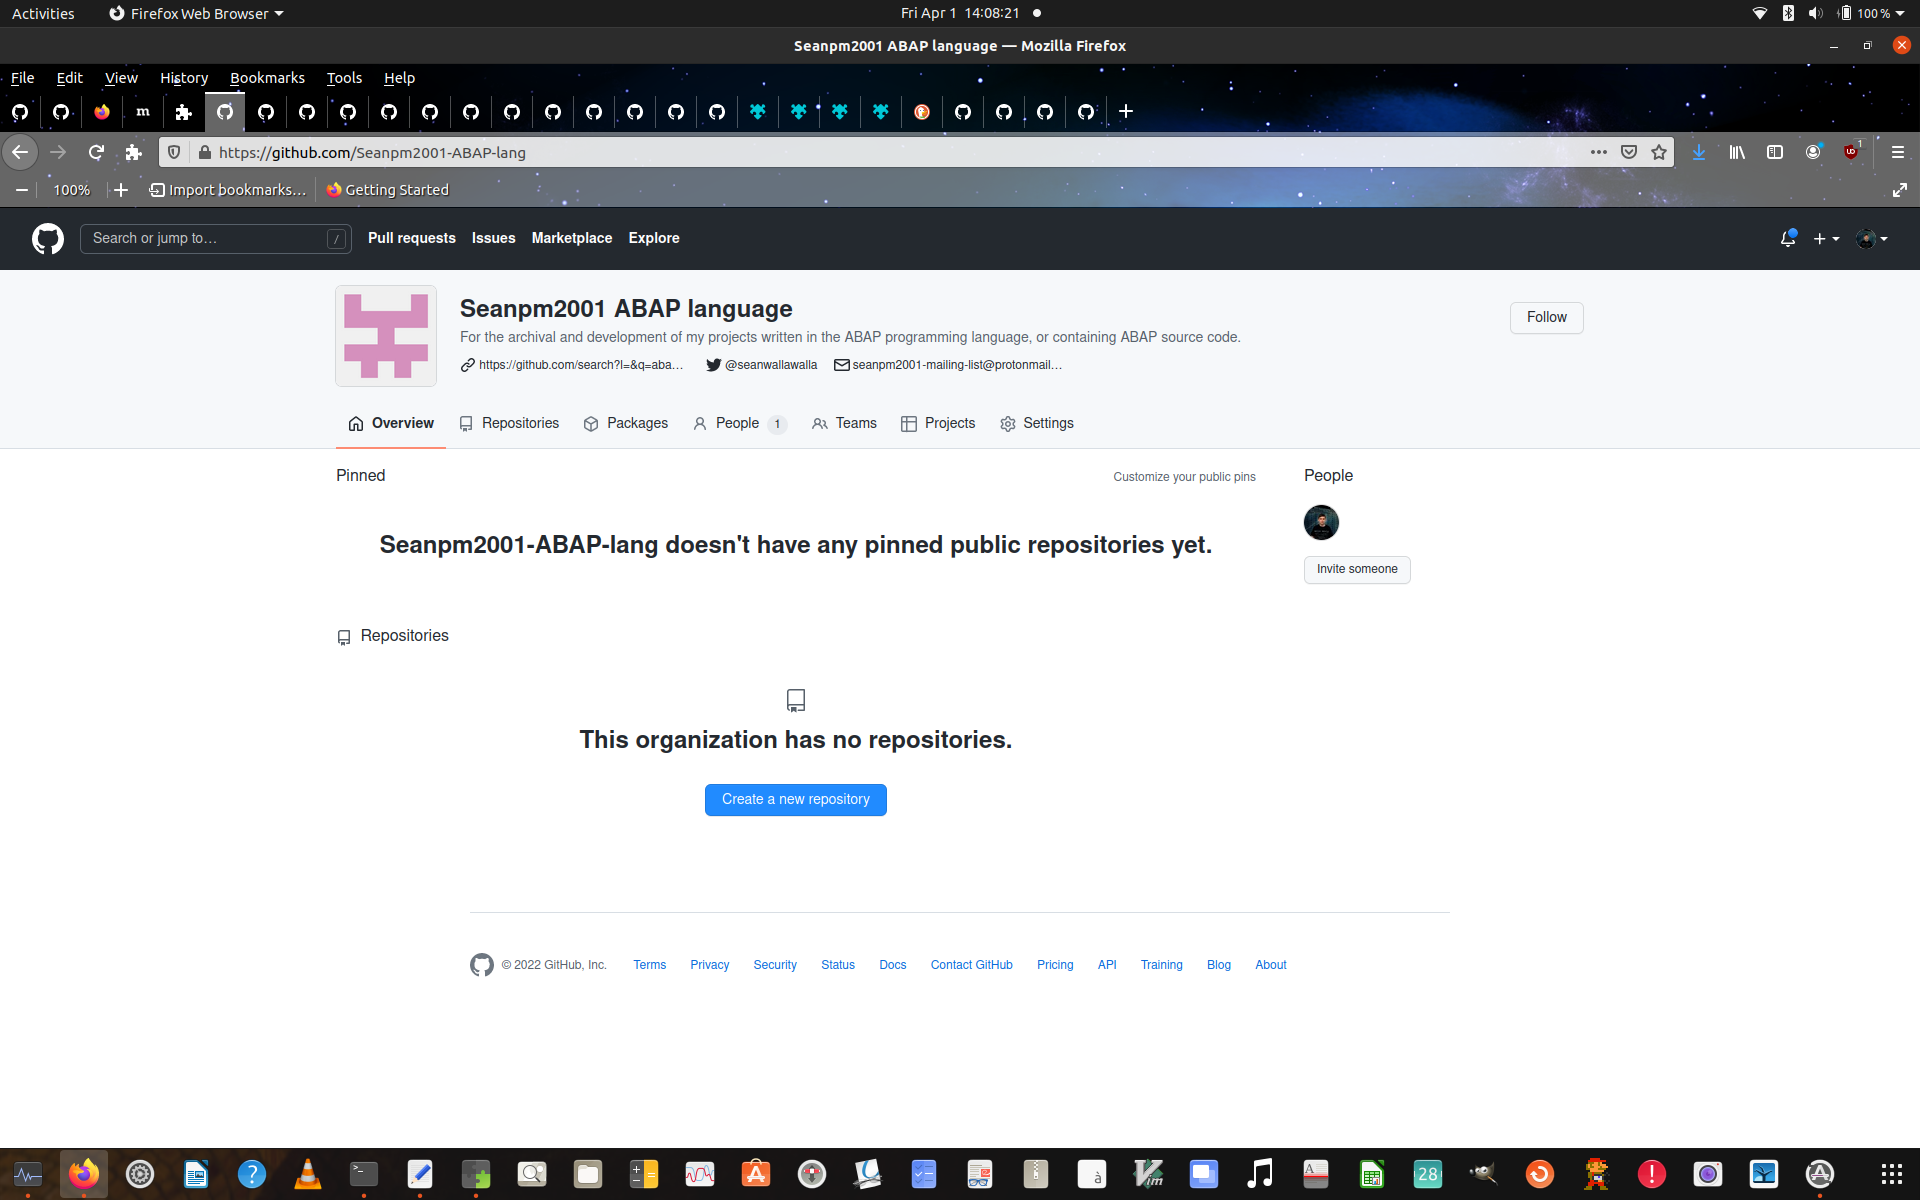 Activities Firefox Web Browser Fri Apr 1 14:08:21 100 %
Seanpm2001 ABAP language — Mozilla Firefox
File Edit View History Bookmarks Tools Help
m
https://github.com/Seanpm2001-ABAP-lang 1
100% Import bookmarks... Getting Started
Search or jump to... / Pull requests Issues Marketplace Explore
Seanpm2001 ABAP language
Follow
For the archival and development of my projects written in the ABAP programming language, or containing ABAP source code.
https://github.com/search?l=&q=aba... @seanwallawalla seanpm2001-mailing-list@protonmail...
Overview Repositories Packages People 1 Teams Projects Settings
Pinned Customize your public pins People
Seanpm2001-ABAP-lang doesn't have any pinned public repositories yet.
Invite someone
Repositories
This organization has no repositories.
Create a new repository
© 2022 GitHub, Inc. Terms Privacy Security Status Docs Contact GitHub Pricing API Training Blog About
28